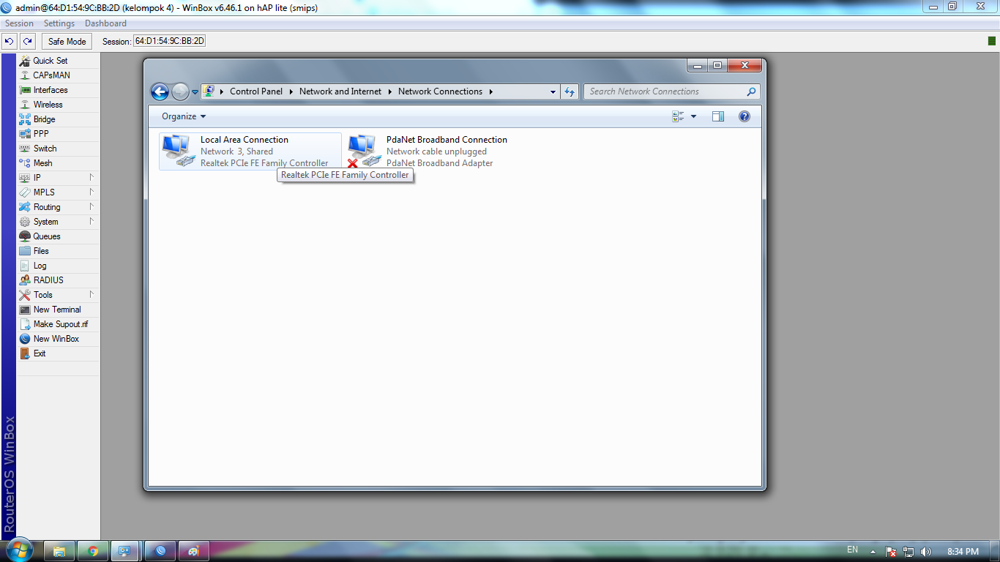 admin@64:D1:54:9C:BB:2D (kelompok 4) - WinBox v6.46.1 on hAP lite (smips)
Session Settings Dashboard
Safe Mode Session: 64:D1:54:9C:BB:2D
Quick Set
CAPsMAN
Interfaces
Wireless
Bridge
PPP
Switch
Mesh
IP
MPLS
Routing
System
Queues
Files
Log
RADIUS
Tools
New Terminal
Make Supout.rif
New WinBox
Exit
RouterOS WinBox
Control Panel Network and Internet Network Connections
Search Network Connections
Organize
Local Area Connection
Network 3, Shared
Realtek PCIe FE Family Controller
PdaNet Broadband Connection
Network cable unplugged
PdaNet Broadband Adapter
Realtek PCIe FE Family Controller
EN
8:34 PM